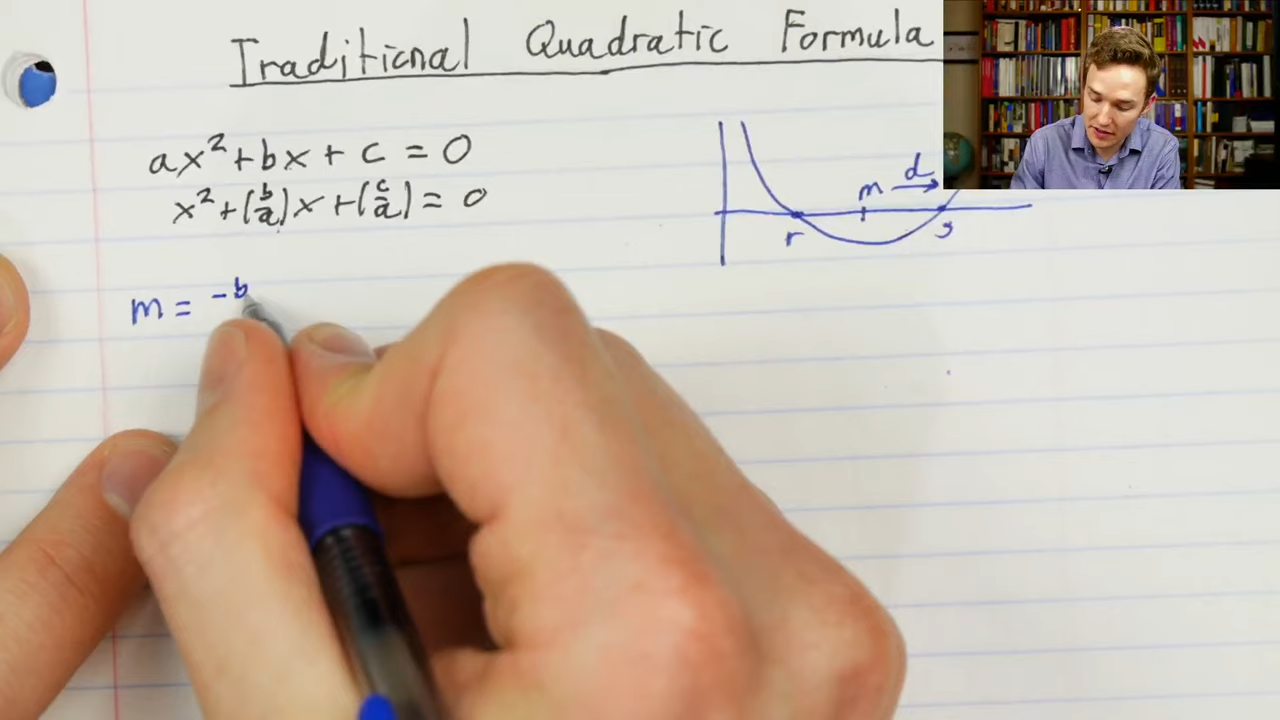 Traditional Quadratic Formula
ax² + bx + c = 0
x² + (b/a)x + (c/a) = 0
m d
r s
m = -b